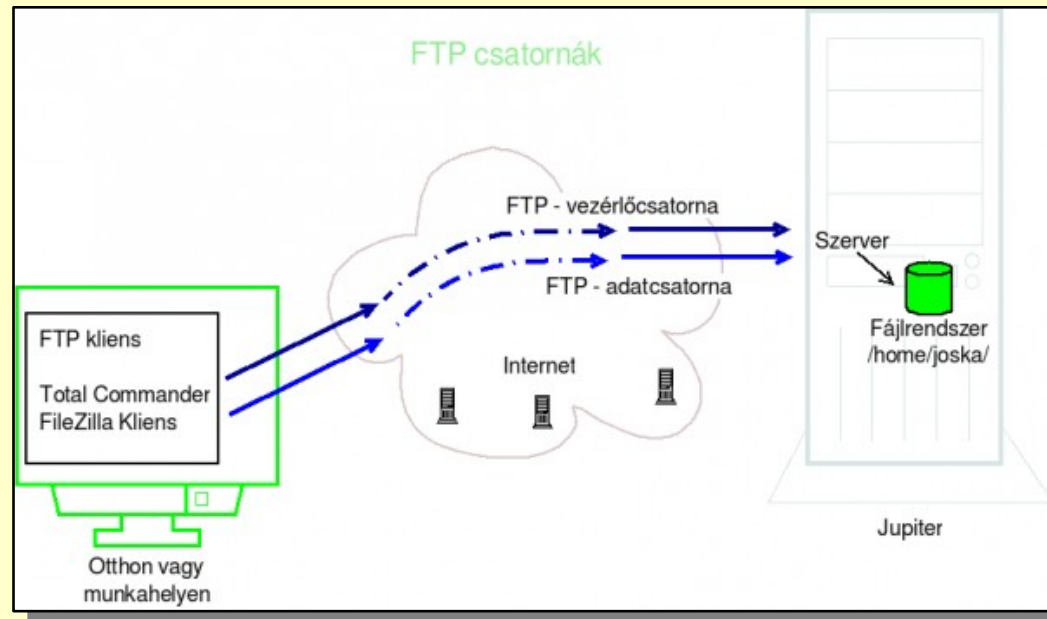 FTP csatornák
FTP - vezérlőcsatorna
FTP - adatcsatorna
Szerver
Fájlrendszer
/home/joska/
FTP kliens
Total Commander
FileZilla Kliens
Internet
Jupiter
Otthon vagy
munkahelyen